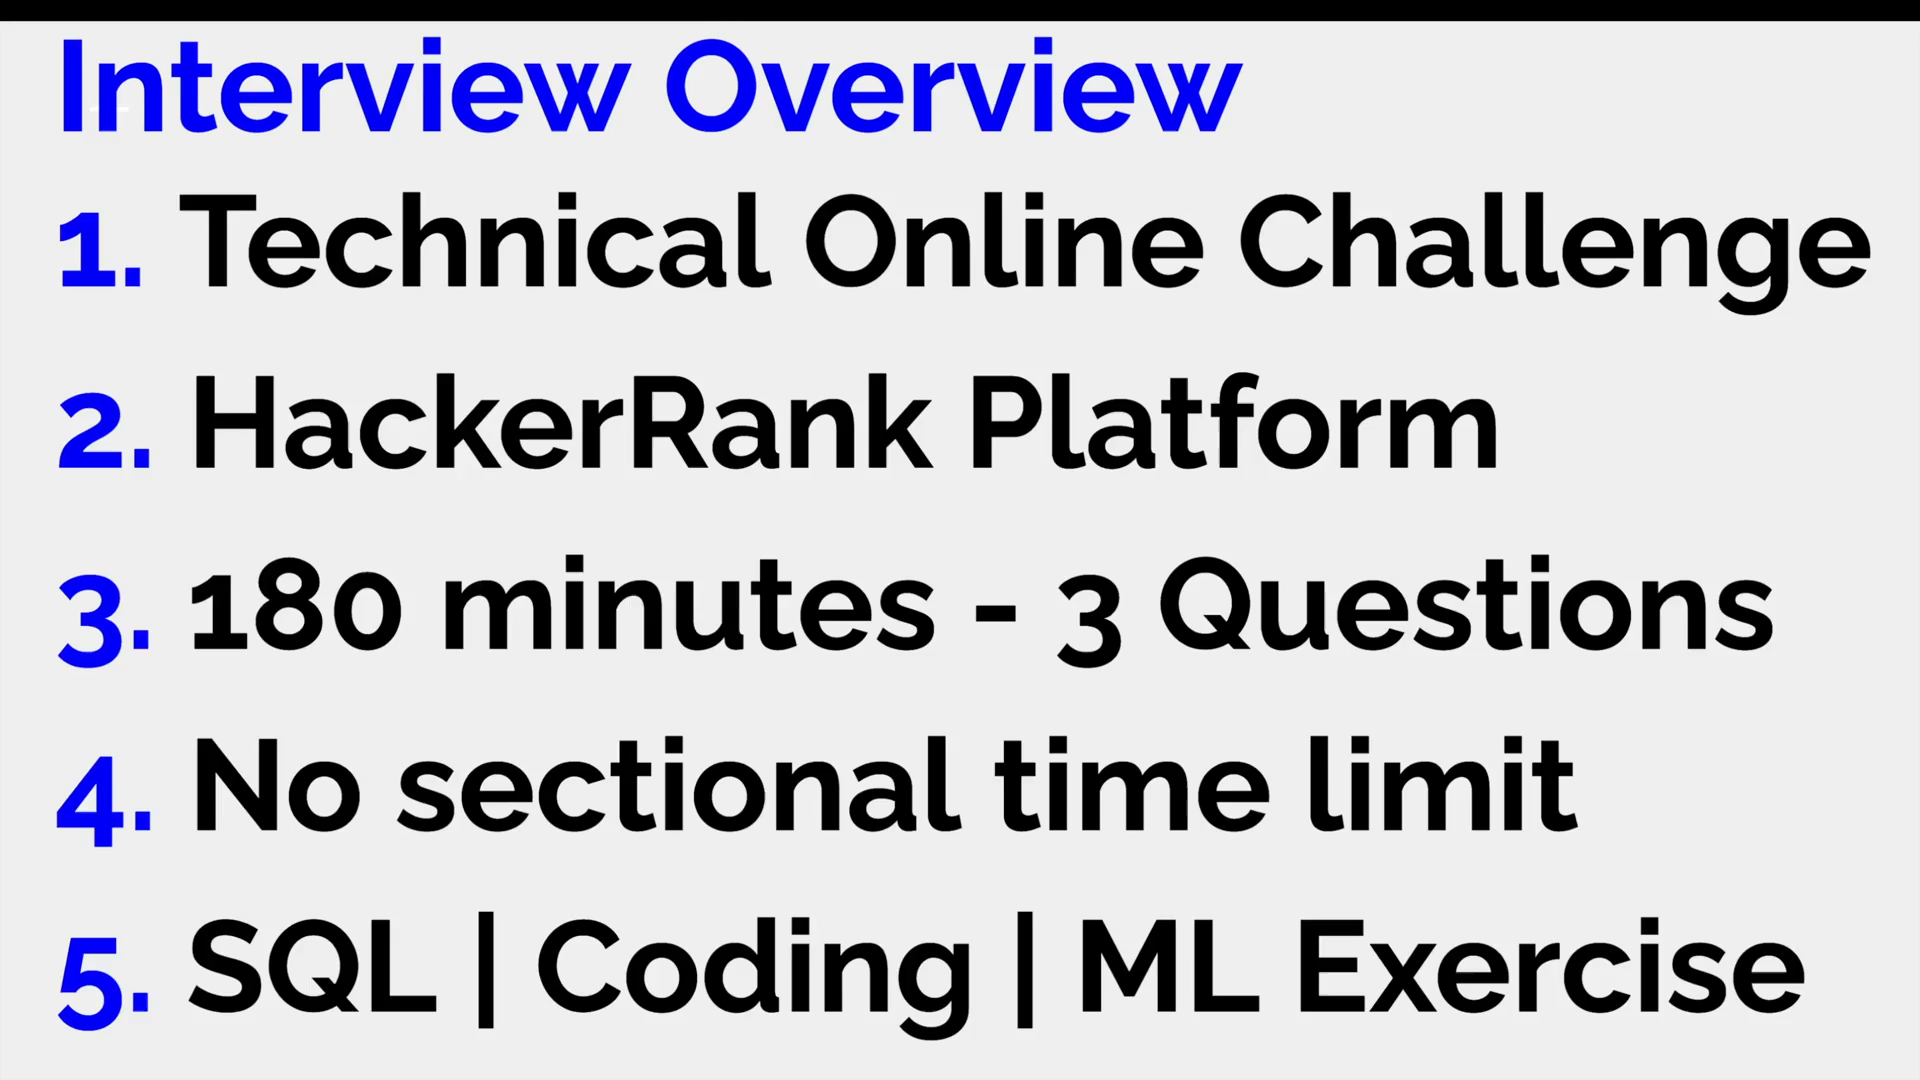 Interview Overview
1. Technical Online Challenge
2. HackerRank Platform
3. 180 minutes - 3 Questions
4. No sectional time limit
5. SQL | Coding | ML Exercise